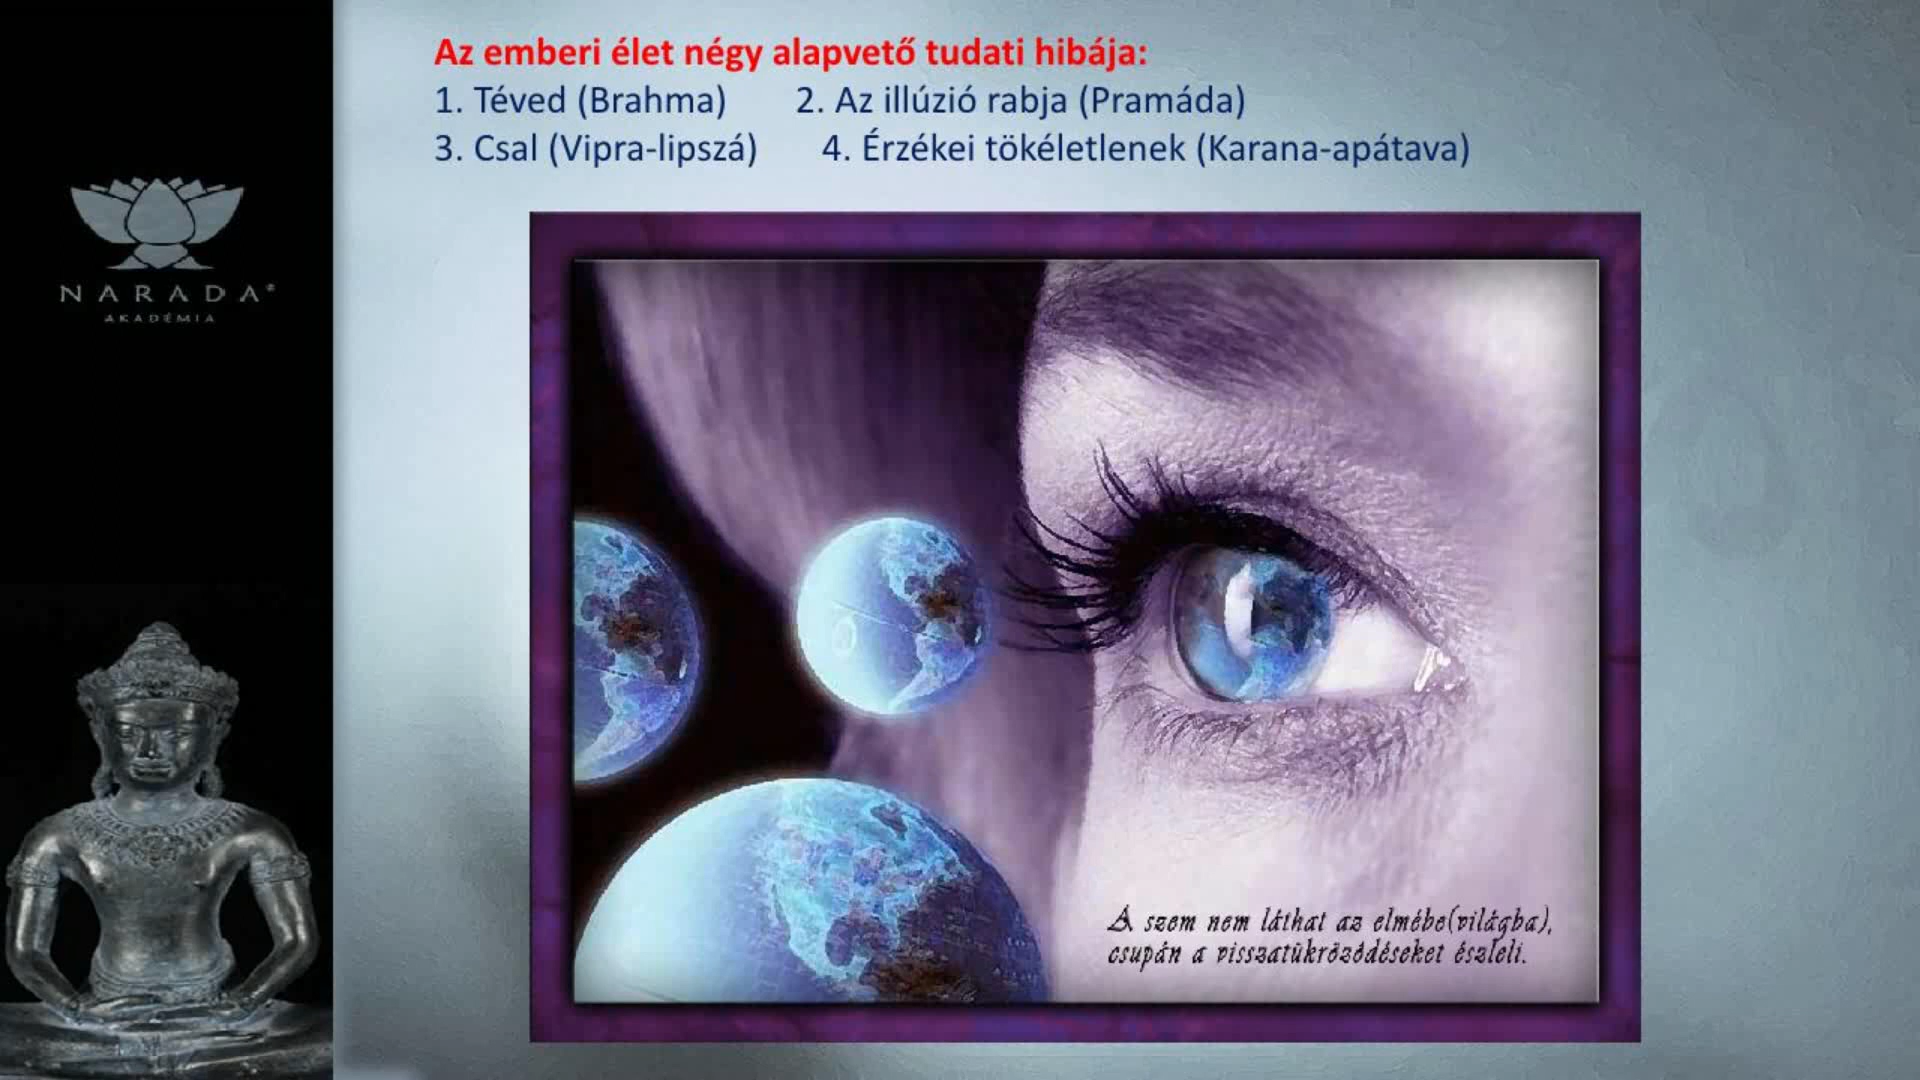 Az emberi élet négy alapvető tudati hibája:
1. Téved (Brahma) 2. Az illúzió rabja (Pramáda)
3. Csal (Vipra-lipszá) 4. Érzékei tökéletlenek (Karana-apátava)
NARADA®
AKADÉMIA
A szem nem láthat az elmébe(világba),
csupán a visszatükröződéseket észleli.